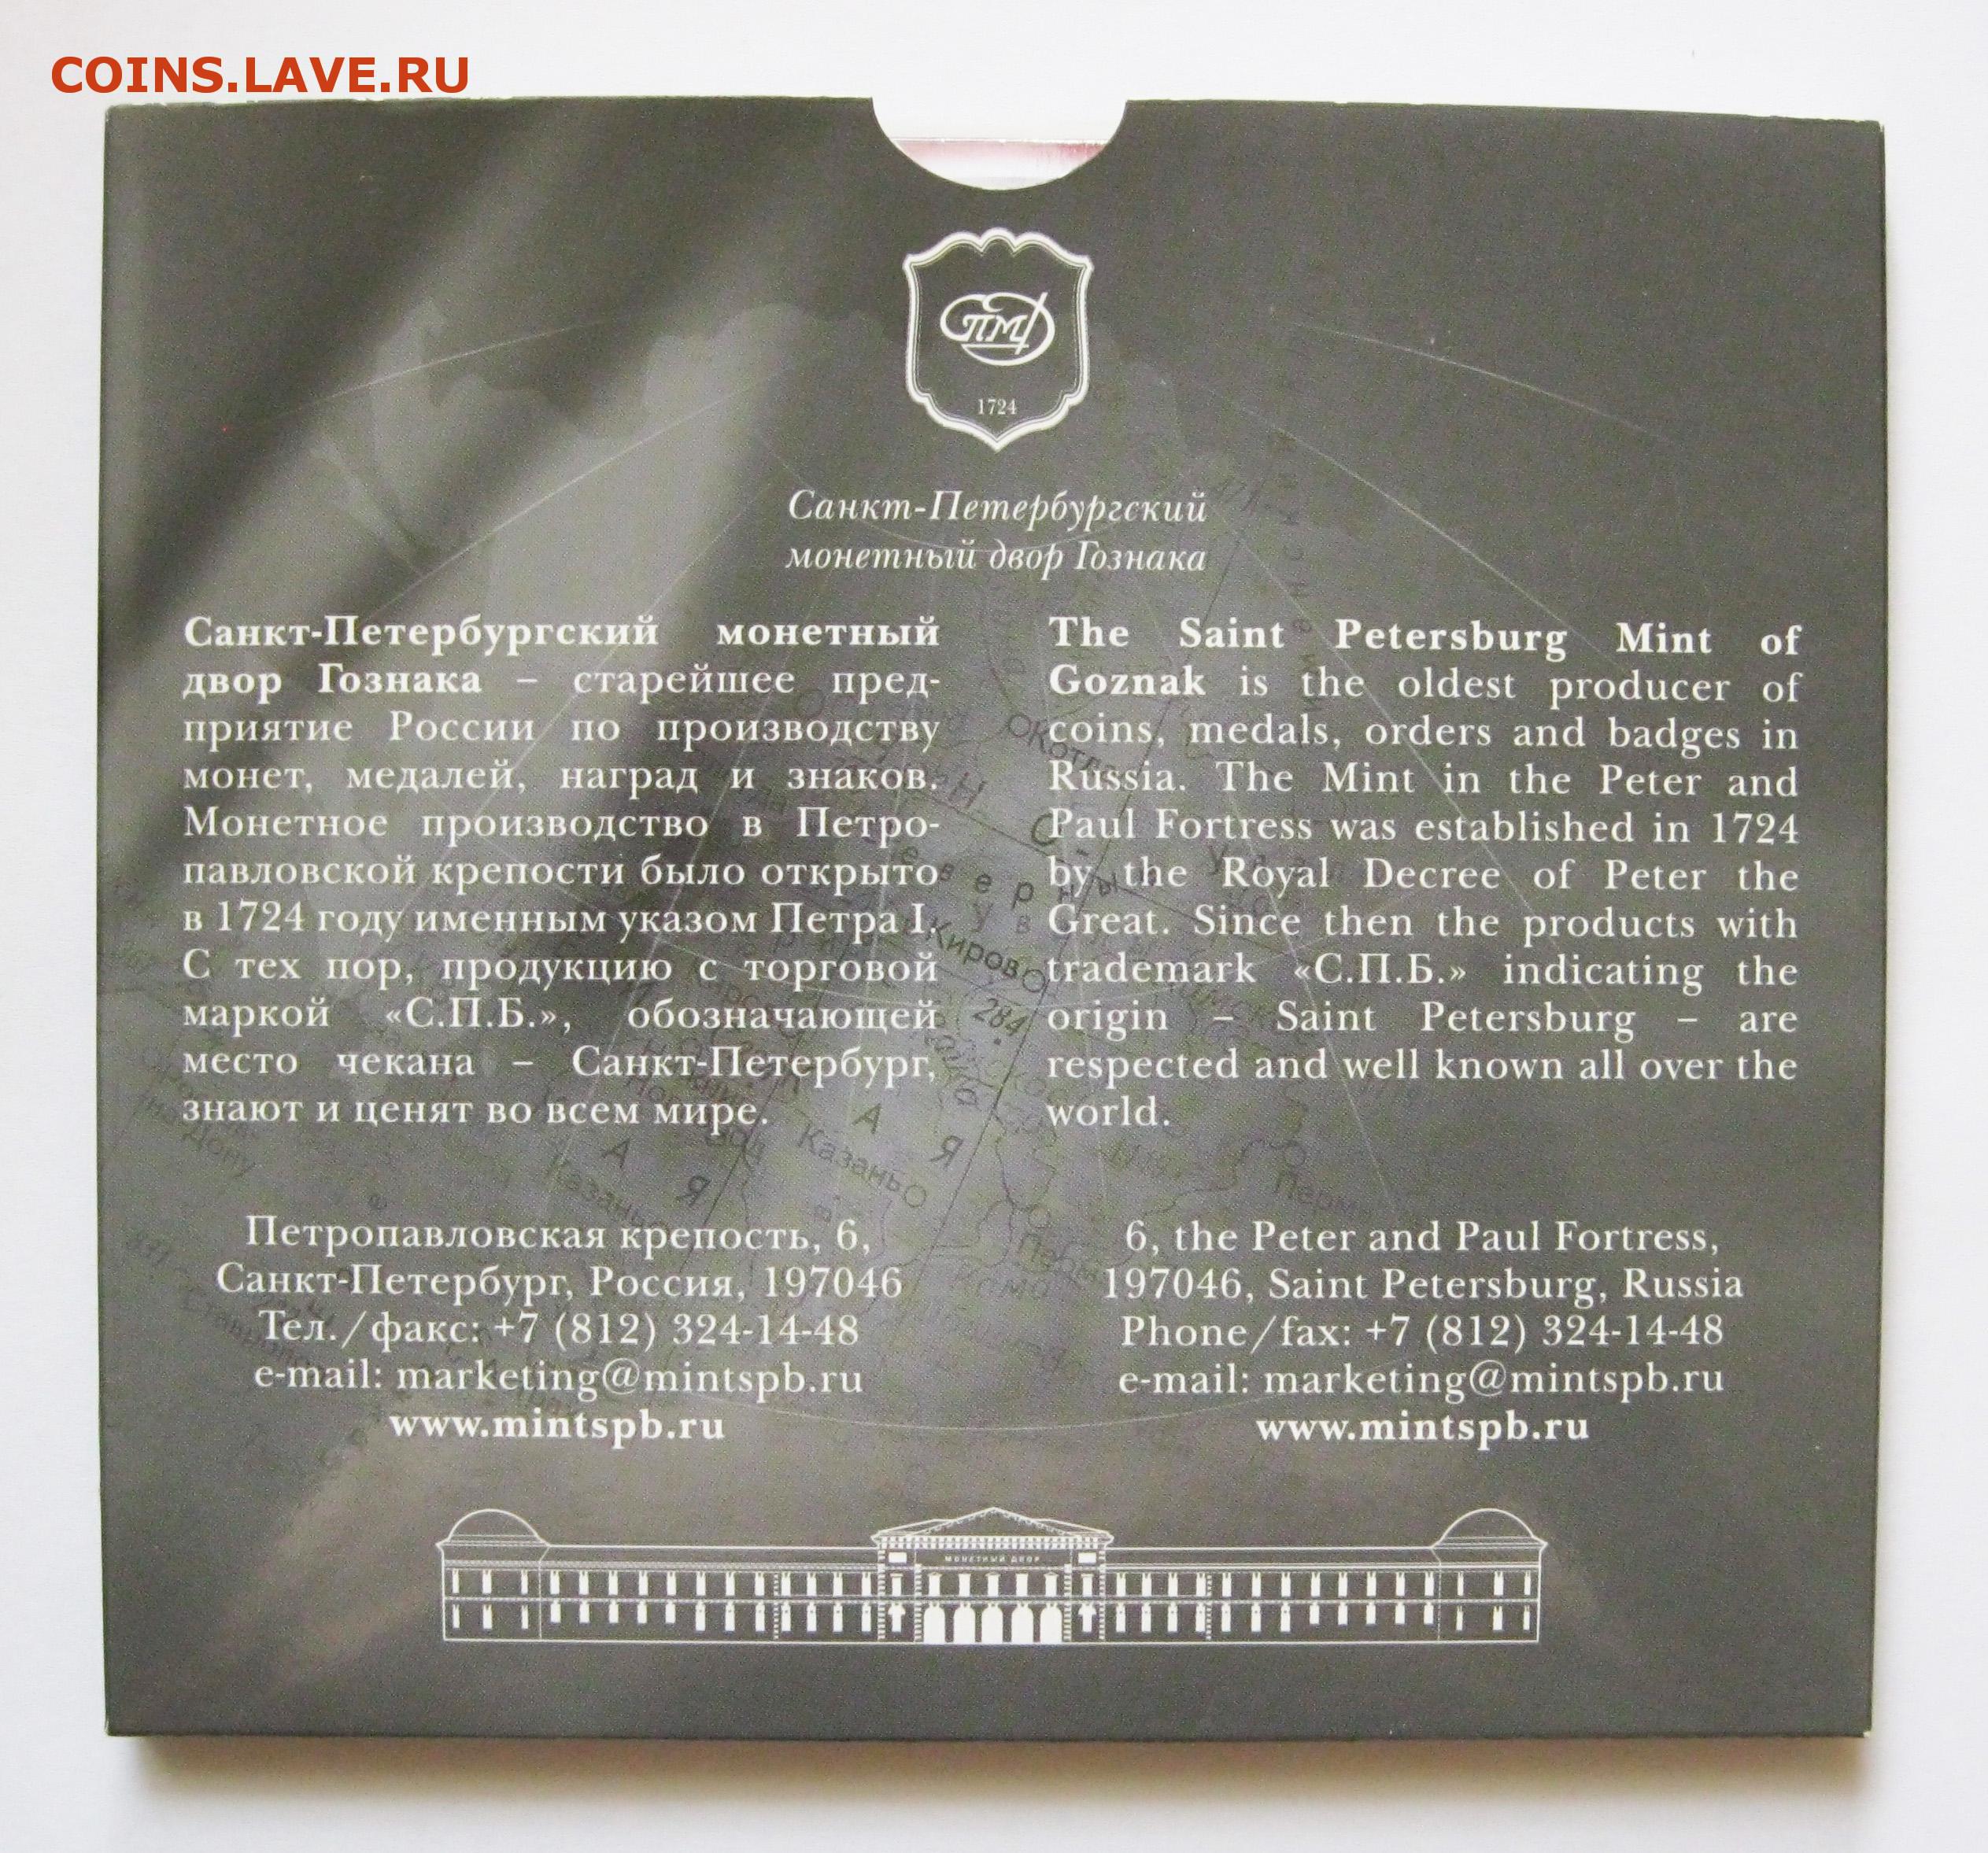 COINS.LAVE.RU
СПМД
1724
Санкт-Петербургский
монетный двор Гознака
Санкт-Петербургский монетный
двор Гознака – старейшее пред-
приятие России по производству
монет, медалей, наград и знаков.
Монетное производство в Петро-
павловской крепости было открыто
в 1724 году именным указом Петра I.
С тех пор, продукцию с торговой
маркой «С.П.Б.», обозначающей
место чекана – Санкт-Петербург,
знают и ценят во всем мире.
Петропавловская крепость, 6,
Санкт-Петербург, Россия, 197046
Тел./факс: +7 (812) 324-14-48
e-mail: marketing@mintspb.ru
www.mintspb.ru
The Saint Petersburg Mint of
Goznak is the oldest producer of
coins, medals, orders and badges in
Russia. The Mint in the Peter and
Paul Fortress was established in 1724
by the Royal Decree of Peter the
Great. Since then the products with
trademark «С.П.Б.» indicating the
origin – Saint Petersburg – are
respected and well known all over the
world.
6, the Peter and Paul Fortress,
197046, Saint Petersburg, Russia
Phone/fax: +7 (812) 324-14-48
e-mail: marketing@mintspb.ru
www.mintspb.ru
Кирово
284
Казаньо
Казаньо
Пермь
МОНЕТНЫЙ ДВОР